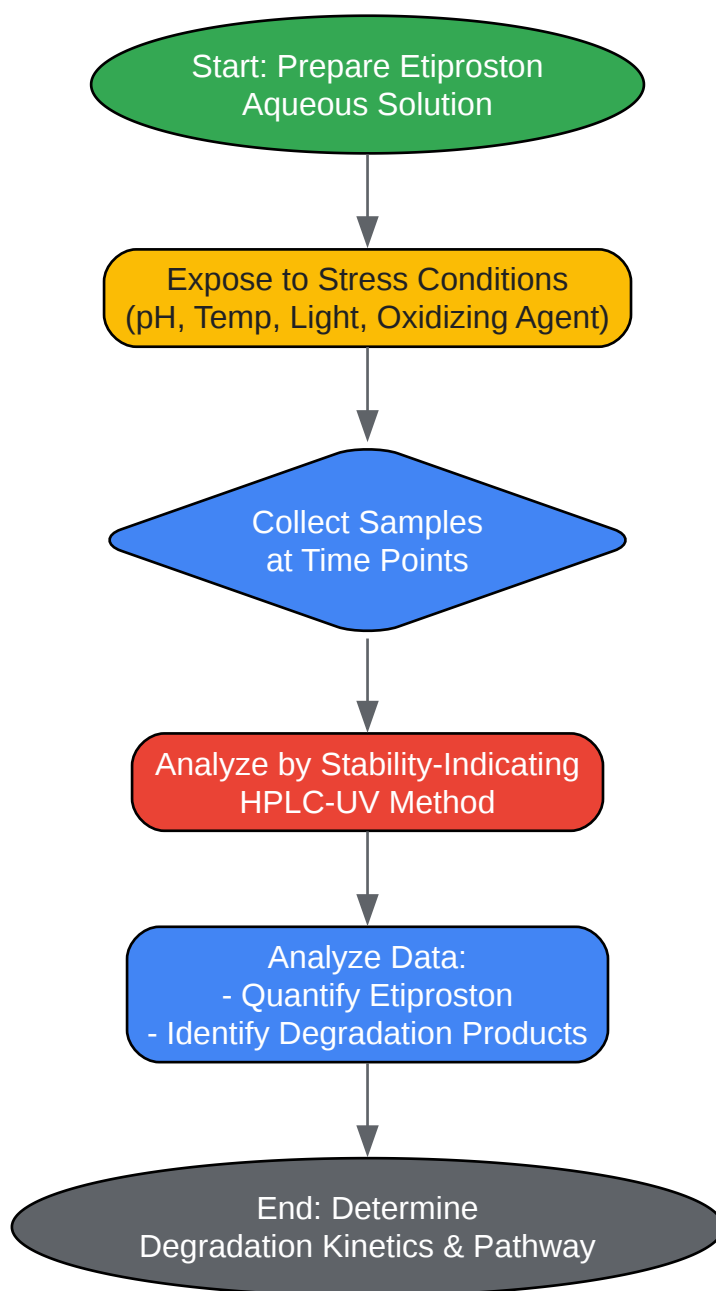 Start: Prepare Etiproston
Aqueous Solution
Expose to Stress Conditions
(pH, Temp, Light, Oxidizing Agent)
Collect Samples
at Time Points
Analyze by Stability-Indicating
HPLC-UV Method
Analyze Data:
- Quantify Etiproston
- Identify Degradation Products
End: Determine
Degradation Kinetics & Pathway